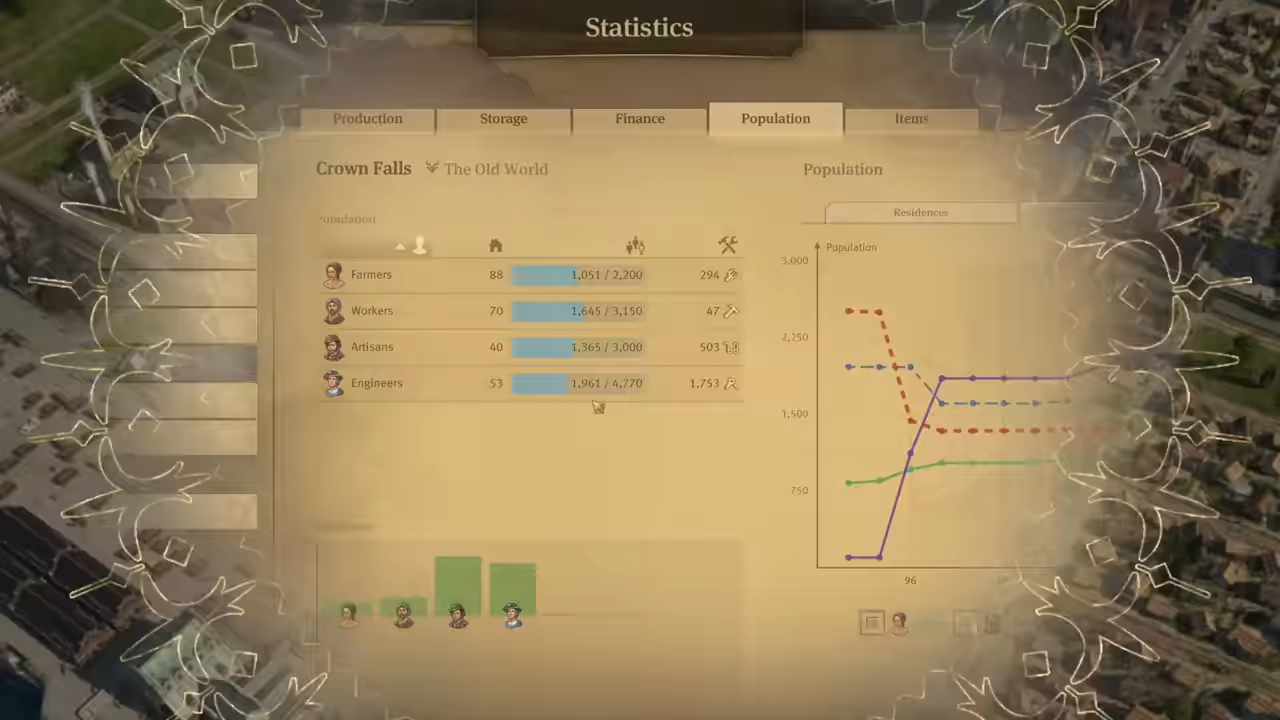 Statistics
Production Storage Finance Population Items
Crown Falls The Old World
Population
Population
Residences
Population
Farmers 88 1,051 / 2,200 294
Workers 70 1,645 / 3,150 47
Artisans 40 1,365 / 3,000 503
Engineers 53 1,961 / 4,770 1.753
3,000
2,250
1,500
750
96